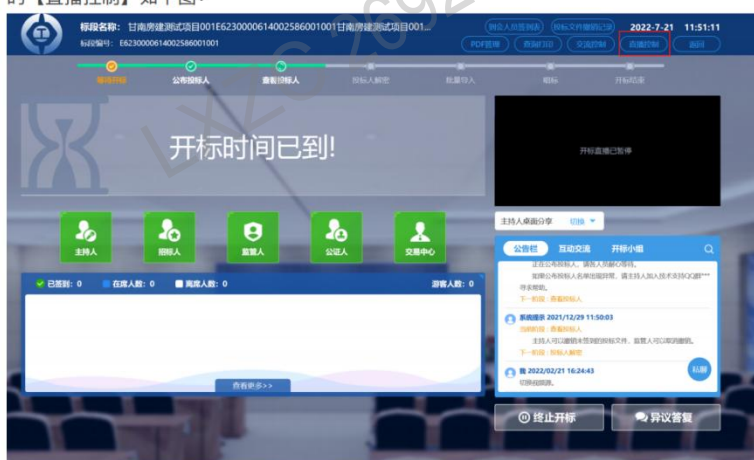 的【直播控制】如下图。
标段名称: 甘南房建测试项目001E6230000614002586001001甘南房建测试项目001...
标段编号: E6230000614002586001001
投标文件撤销记录
2022-7-21 11:51:11
PDF签章
查询打印
交流控制
直播控制
返回
等待开标
公布投标人
查看投标人
投标人解密
批量导入
唱标
开标结束
开标时间已到!
开标直播已暂停
主持人桌面分享 切换
主持人
招标人
监管人
公证人
交易中心
公告栏
互动交流
开标小组
已签到: 0
在席人数: 0
离席人数: 0
游客人数: 0
正在公布投标人, 请各人员耐心等待。
如果公布投标人名单出现异常, 请主持人加入技术支持QQ群***
寻求帮助。
下一阶段: 查看投标人
系统提示 2021/12/29 11:50:03
当前阶段: 查看投标人
主持人可以撤销未签到的投标文件, 监管人可以取消撤销。
下一阶段: 投标人解密
我 2022/02/21 16:24:43
切换视频源。
私聊
查看更多>>
终止开标
异议答复